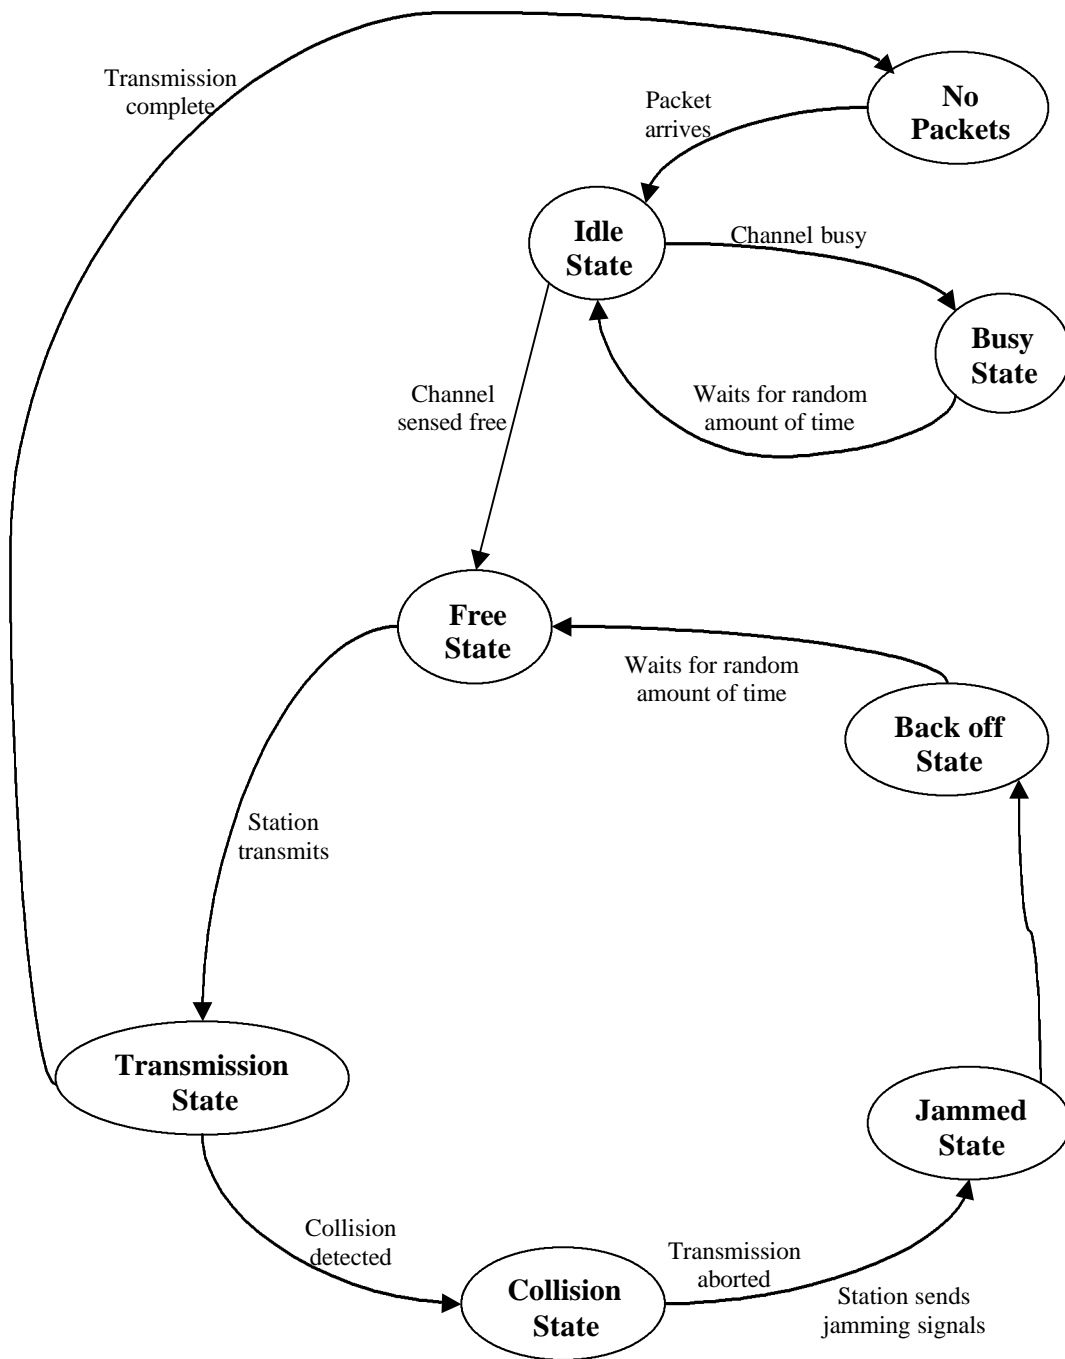 Transmission
complete
No
Packets
Packet
arrives
Idle
State
Channel busy
Busy
State
Channel
sensed free
Waits for random
amount of time
Free
State
Waits for random
amount of time
Back off
State
Station
transmits
Transmission
State
Jammed
State
Collision
detected
Transmission
aborted
Collision
State
Station sends
jamming signals